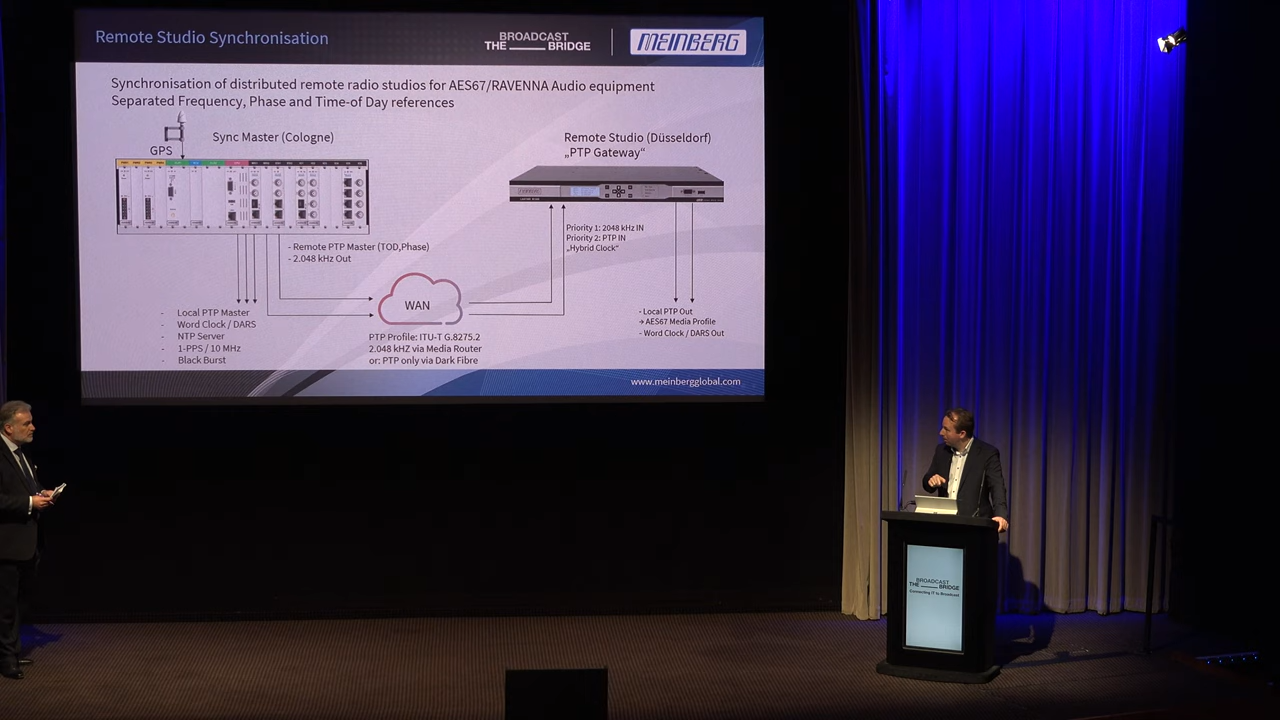 Remote Studio Synchronisation
BROADCAST
THE BRIDGE
MEINBERG
Synchronisation of distributed remote radio studios for AES67/RAVENNA Audio equipment
Separated Frequency, Phase and Time-of Day references
GPS
Sync Master (Cologne)
Remote Studio (Düsseldorf)
„PTP Gateway“
- Remote PTP Master (TOD,Phase)
- 2.048 kHz Out
Priority 1: 2048 kHz IN
Priority 2: PTP IN
„Hybrid Clock“
WAN
- Local PTP Master
- Word Clock / DARS
- NTP Server
- 1-PPS / 10 MHz
- Black Burst
PTP Profile: ITU-T G.8275.2
2.048 kHZ via Media Router
or: PTP only via Dark Fibre
- Local PTP Out
→ AES67 Media Profile
- Word Clock / DARS Out
www.meinbergglobal.com
BROADCAST
THE BRIDGE
Connecting IT to Broadcast